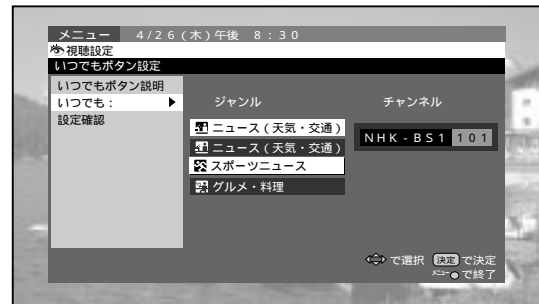 メニュー 4/26(木)午後 8:30
視聴設定
いつでもボタン設定
いつでもボタン説明
いつでも:
設定確認
ジャンル チャンネル
ニュース(天気・交通)
ニュース(天気・交通)
スポーツニュース
グルメ・料理
NHK-BS1 101
で選択 決定 で決定
メニュー で終了